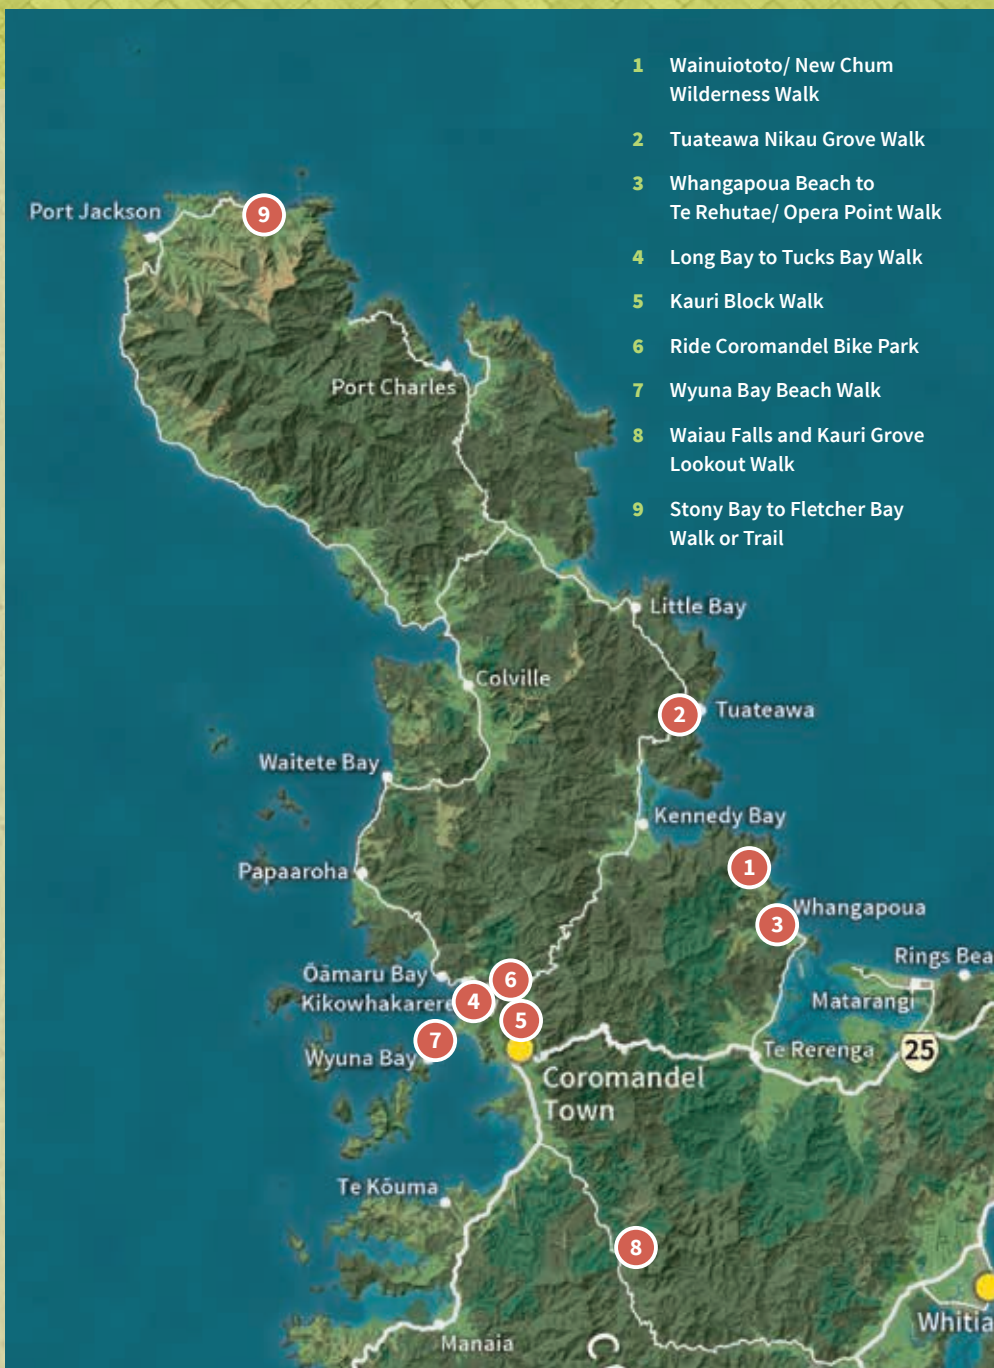 1 Wainuiototo/ New Chum
Wilderness Walk
2 Tuateawa Nikau Grove Walk
3 Whangapoua Beach to
Te Rehutae/ Opera Point Walk
4 Long Bay to Tucks Bay Walk
5 Kauri Block Walk
6 Ride Coromandel Bike Park
7 Wyuna Bay Beach Walk
8 Waiau Falls and Kauri Grove
Lookout Walk
9 Stony Bay to Fletcher Bay
Walk or Trail
Port Jackson
9
Port Charles
Little Bay
Colville
2
Tuateawa
Waitete Bay
Kennedy Bay
1
Papaaroha
Whangapoua
3
Rings Bea
Ōāmaru Bay
6
Kikowhakarere
4
Matarangi
5
7
Wyuna Bay
Te Rerenga
25
Coromandel
Town
Te Kōuma
8
Whitia
Manaia